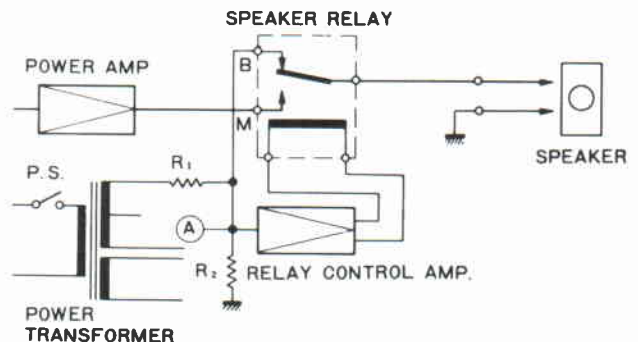 SPEAKER RELAY
POWER AMP
B
M
SPEAKER
R₁
P.S.
A
R₂
RELAY CONTROL AMP.
POWER
TRANSFORMER